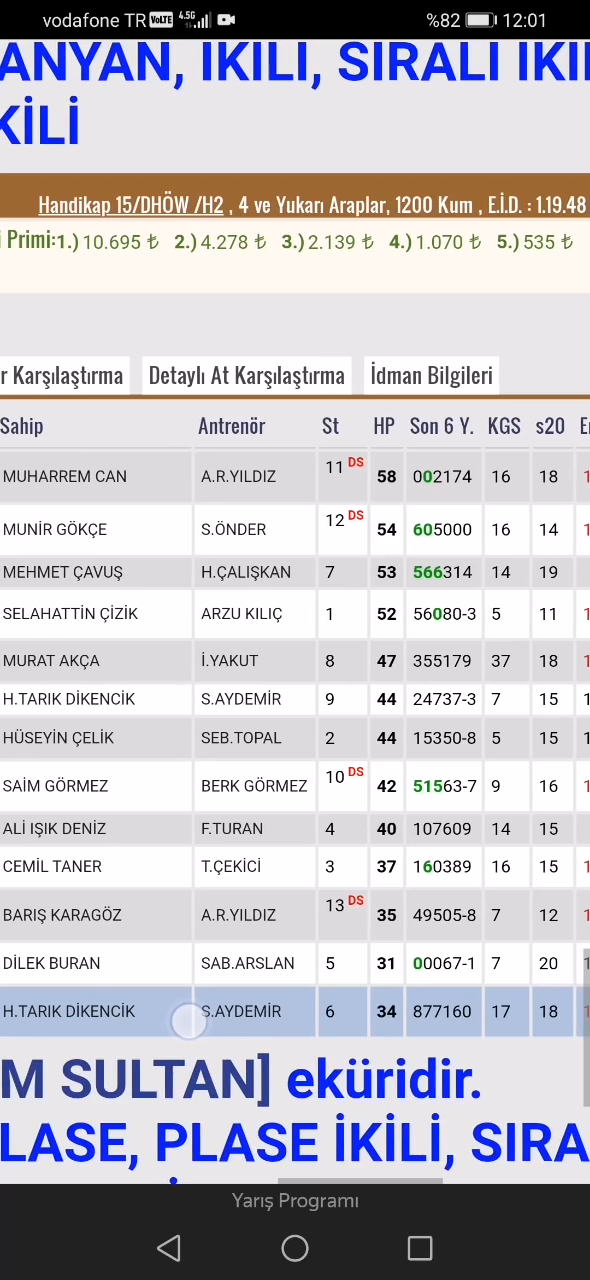 vodafone TR VoLTE 4.5G %82 12:01
ANYAN, İKİLİ, SIRALI İKİ
KİLİ
Handikap 15/DHÖW /H2 , 4 ve Yukarı Araplar, 1200 Kum , E.İ.D. : 1.19.48
Primi:1.) 10.695 ₺ 2.) 4.278 ₺ 3.) 2.139 ₺ 4.) 1.070 ₺ 5.) 535 ₺
r Karşılaştırma Detaylı At Karşılaştırma İdman Bilgileri
Sahip Antrenör St HP Son 6 Y. KGS s20
MUHARREM CAN A.R.YILDIZ 11 DS 58 002174 16 18
MUNİR GÖKÇE S.ÖNDER 12 DS 54 605000 16 14
MEHMET ÇAVUŞ H.ÇALIŞKAN 7 53 566314 14 19
SELAHATTİN ÇİZİK ARZU KILIÇ 1 52 56080-3 5 11
MURAT AKÇA İ.YAKUT 8 47 355179 37 18
H.TARIK DİKENCİK S.AYDEMİR 9 44 24737-3 7 15
HÜSEYİN ÇELİK SEB.TOPAL 2 44 15350-8 5 15
SAİM GÖRMEZ BERK GÖRMEZ 10 DS 42 51563-7 9 16
ALİ IŞIK DENİZ F.TURAN 4 40 107609 14 15
CEMİL TANER T.ÇEKİCİ 3 37 160389 16 15
BARIŞ KARAGÖZ A.R.YILDIZ 13 DS 35 49505-8 7 12
DİLEK BURAN SAB.ARSLAN 5 31 00067-1 7 20
H.TARIK DİKENCİK S.AYDEMİR 6 34 877160 17 18
M SULTAN] eküridir.
LASE, PLASE İKİLİ, SIRA
Yarış Programı